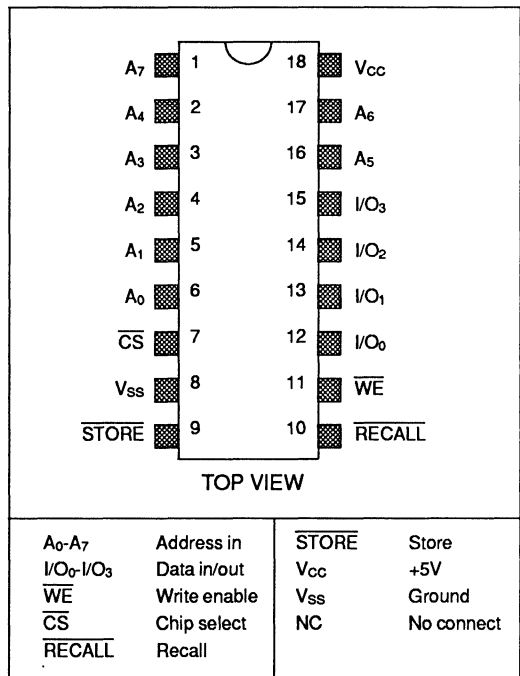 A7 1 18 VCC
A4 2 17 A6
A3 3 16 A5
A2 4 15 I/O3
A1 5 14 I/O2
A0 6 13 I/O1
CS 7 12 I/O0
VSS 8 11 WE
STORE 9 10 RECALL
TOP VIEW
A0-A7 Address in
I/O0-I/O3 Data in/out
WE Write enable
CS Chip select
RECALL Recall
STORE Store
VCC +5V
VSS Ground
NC No connect